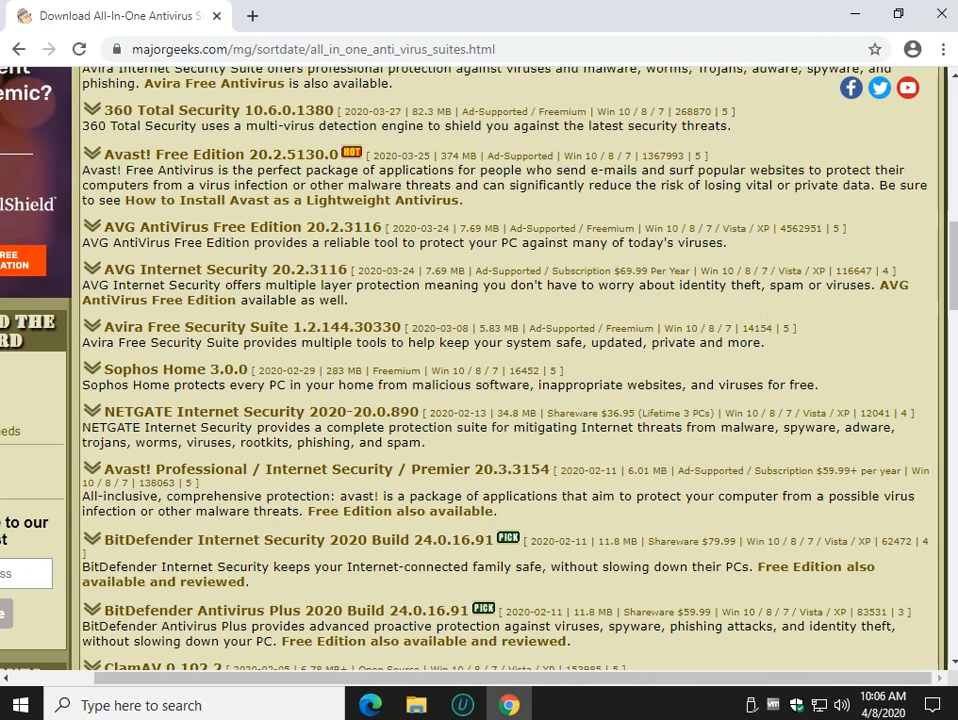 Download All-In-One Antivirus S
majorgeeks.com/mg/sortdate/all_in_one_anti_virus_suites.html
Avira Internet Security Suite offers professional protection against viruses and malware, worms, Trojans, adware, spyware, and
phishing. Avira Free Antivirus is also available.
360 Total Security 10.6.0.1380 [ 2020-03-27 | 82.3 MB | Ad-Supported / Freemium | Win 10 / 8 / 7 | 268870 | 5 ]
360 Total Security uses a multi-virus detection engine to shield you against the latest security threats.
Avast! Free Edition 20.2.5130.0 HOT [ 2020-03-25 | 374 MB | Ad-Supported | Win 10 / 8 / 7 | 1367993 | 5 ]
Avast! Free Antivirus is the perfect package of applications for people who send e-mails and surf popular websites to protect their
computers from a virus infection or other malware threats and can significantly reduce the risk of losing vital or private data. Be sure
to see How to Install Avast as a Lightweight Antivirus.
AVG AntiVirus Free Edition 20.2.3116 [ 2020-03-24 | 7.69 MB | Ad-Supported / Freemium | Win 10 / 8 / 7 / Vista / XP | 4562951 | 5 ]
AVG AntiVirus Free Edition provides a reliable tool to protect your PC against many of today's viruses.
AVG Internet Security 20.2.3116 [ 2020-03-24 | 7.69 MB | Ad-Supported / Subscription $69.99 Per Year | Win 10 / 8 / 7 / Vista / XP | 116647 | 4 ]
AVG Internet Security offers multiple layer protection meaning you don't have to worry about identity theft, spam or viruses. AVG
AntiVirus Free Edition available as well.
Avira Free Security Suite 1.2.144.30330 [ 2020-03-08 | 5.83 MB | Ad-Supported / Freemium | Win 10 / 8 / 7 | 14154 | 5 ]
Avira Free Security Suite provides multiple tools to help keep your system safe, updated, private and more.
Sophos Home 3.0.0 [ 2020-02-29 | 283 MB | Freemium | Win 10 / 8 / 7 | 16452 | 5 ]
Sophos Home protects every PC in your home from malicious software, inappropriate websites, and viruses for free.
NETGATE Internet Security 2020-20.0.890 [ 2020-02-13 | 34.8 MB | Shareware $36.95 (Lifetime 3 PCs) | Win 10 / 8 / 7 / Vista / XP | 12041 | 4 ]
NETGATE Internet Security provides a complete protection suite for mitigating Internet threats from malware, spyware, adware,
trojans, worms, viruses, rootkits, phishing, and spam.
Avast! Professional / Internet Security / Premier 20.3.3154 [ 2020-02-11 | 6.01 MB | Ad-Supported / Subscription $59.99+ per year | Win
10 / 8 / 7 | 138063 | 5 ]
All-inclusive, comprehensive protection: avast! is a package of applications that aim to protect your computer from a possible virus
infection or other malware threats. Free Edition also available.
BitDefender Internet Security 2020 Build 24.0.16.91 PICK [ 2020-02-11 | 11.8 MB | Shareware $79.99 | Win 10 / 8 / 7 / Vista / XP | 62472 | 4
]
BitDefender Internet Security keeps your Internet-connected family safe, without slowing down their PCs. Free Edition also
available and reviewed.
BitDefender Antivirus Plus 2020 Build 24.0.16.91 PICK [ 2020-02-11 | 11.8 MB | Shareware $59.99 | Win 10 / 8 / 7 / Vista / XP | 83531 | 3 ]
BitDefender Antivirus Plus provides advanced proactive protection against viruses, spyware, phishing attacks, and identity theft,
without slowing down your PC. Free Edition also available and reviewed.
ClamAV 0.102.2 [ 2020-02-05 | 6.78 MB+ | Open Source | Win 10 / 8 / 7 / Vista / XP | 152985 | 5 ]
emic?
lShield
REE
ATION
D THE
RD
eeds
e to our
st
ss
e
Type here to search
vm
10:06 AM
4/8/2020